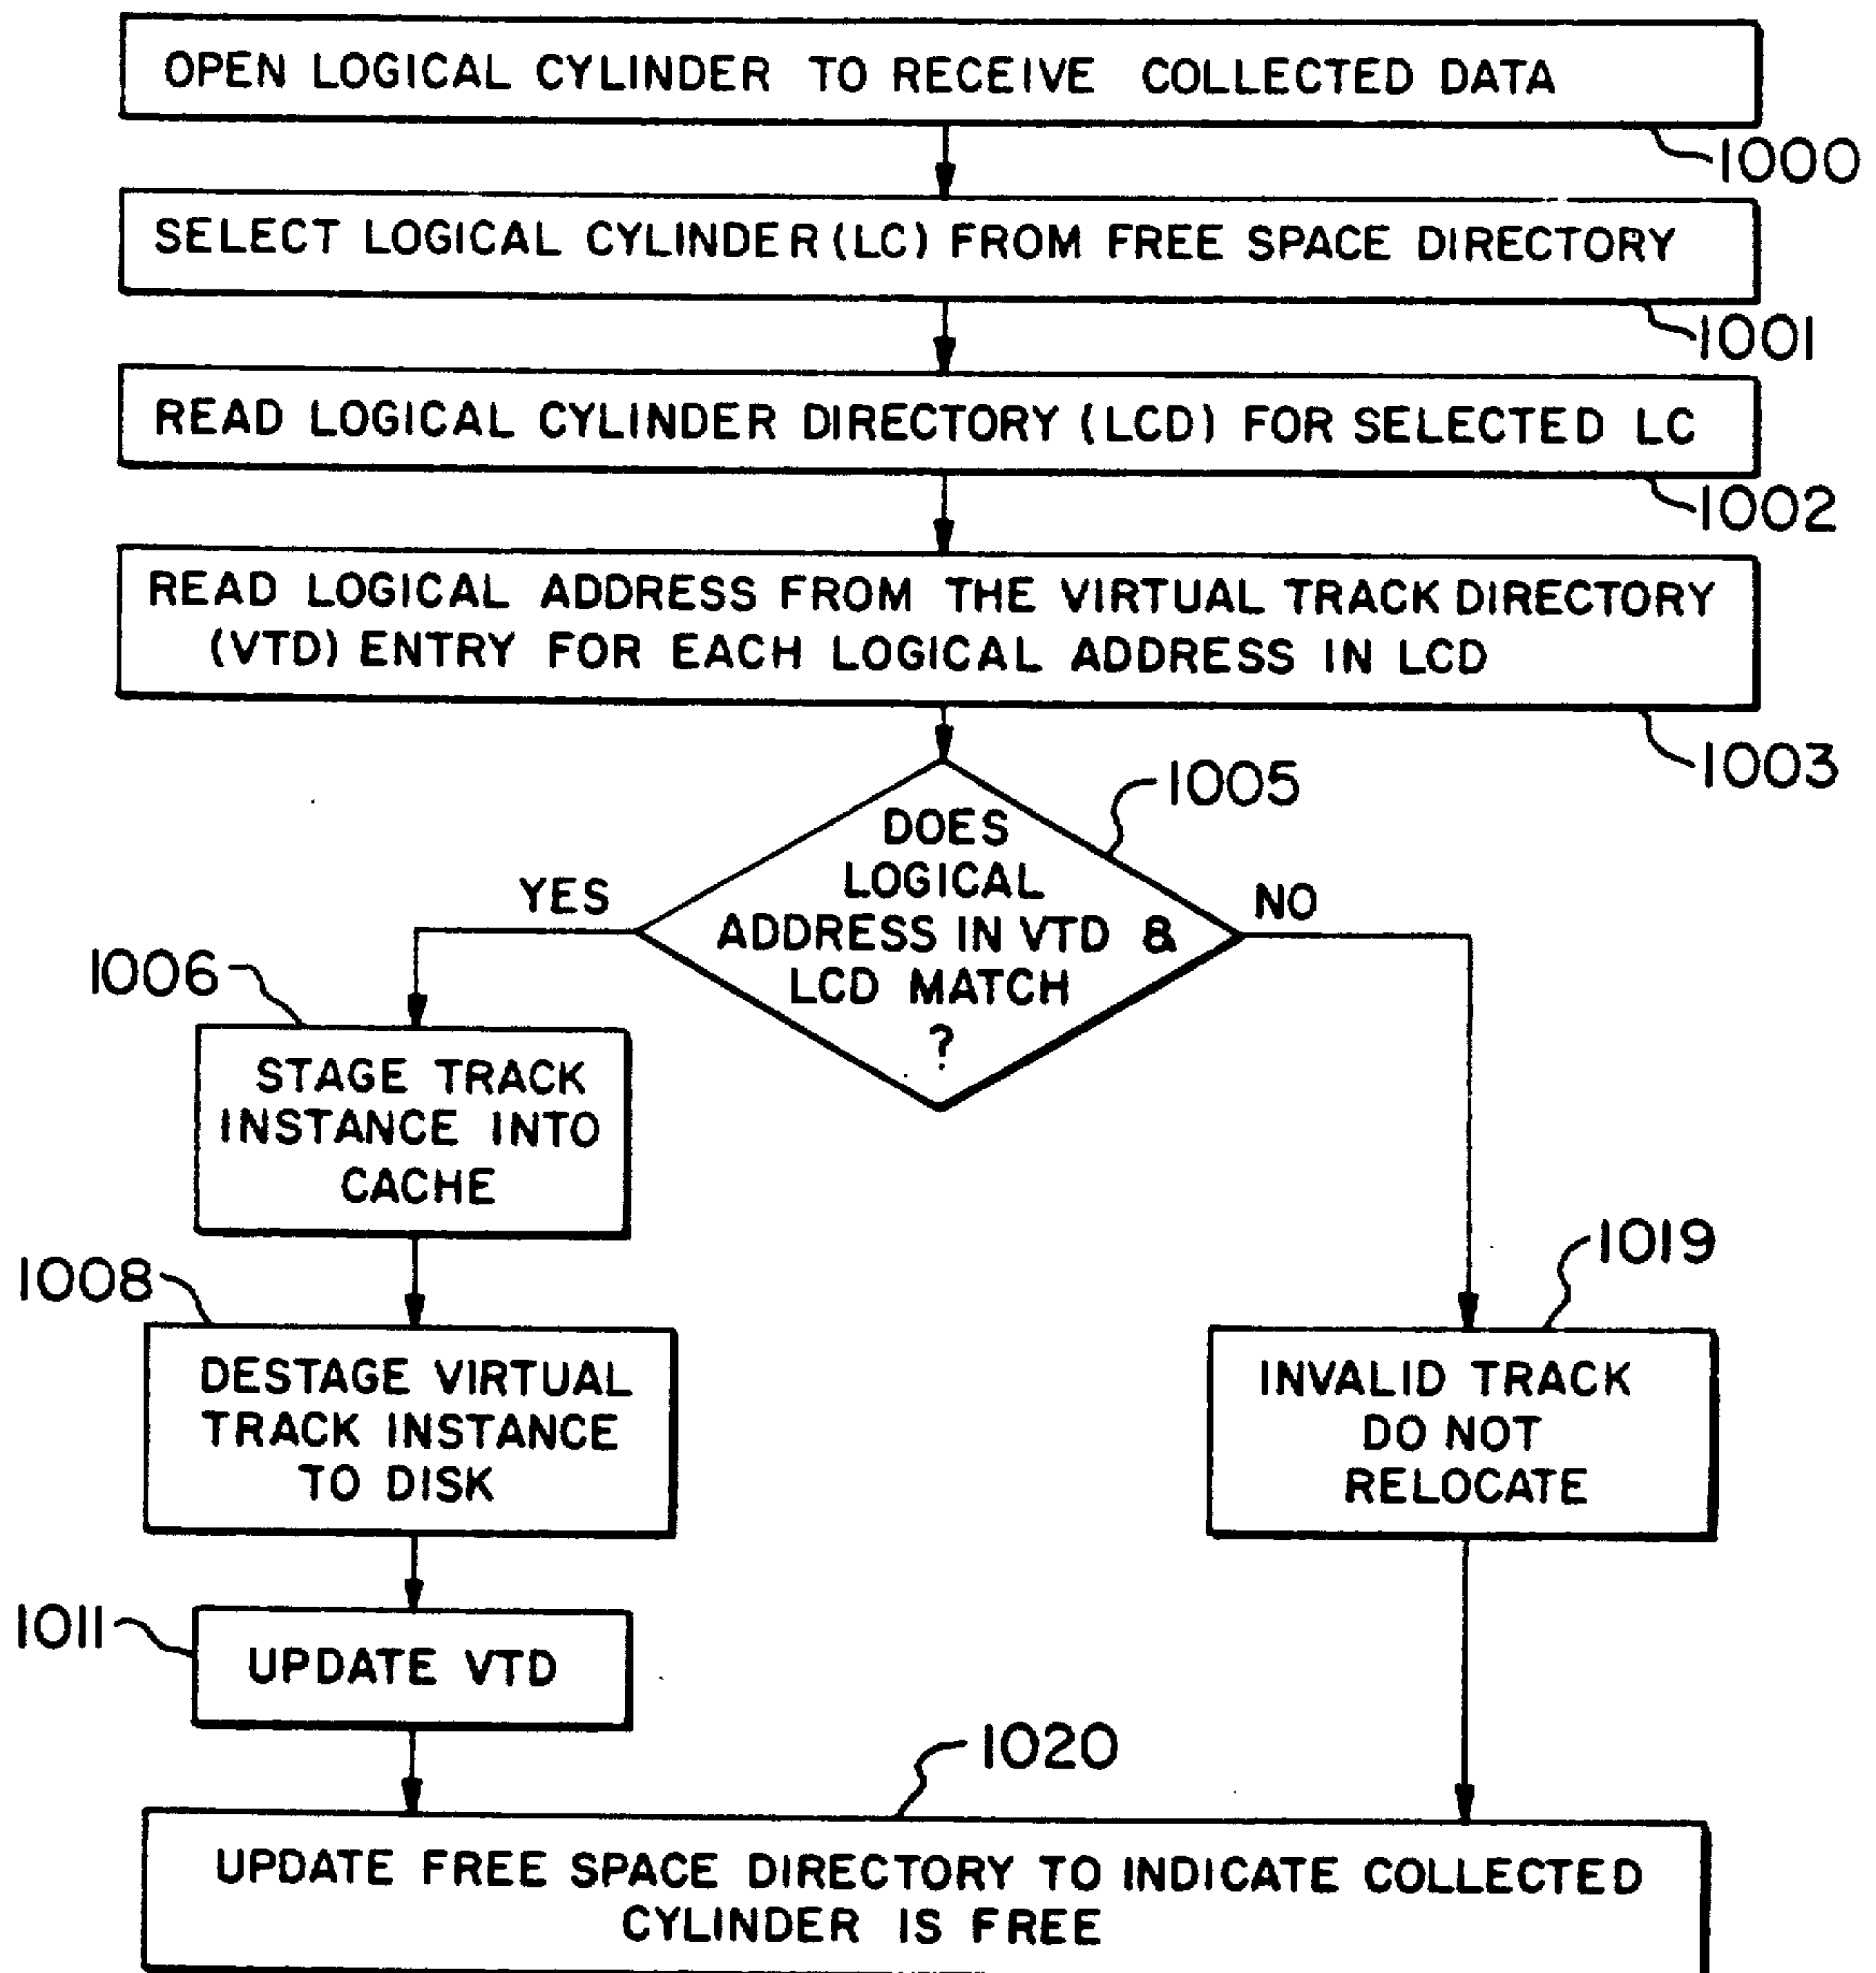 OPEN LOGICAL CYLINDER TO RECEIVE COLLECTED DATA
1000
SELECT LOGICAL CYLINDER (LC) FROM FREE SPACE DIRECTORY
1001
READ LOGICAL CYLINDER DIRECTORY (LCD) FOR SELECTED LC
1002
READ LOGICAL ADDRESS FROM THE VIRTUAL TRACK DIRECTORY
(VTD) ENTRY FOR EACH LOGICAL ADDRESS IN LCD
1003
1005
DOES
LOGICAL
ADDRESS IN VTD &
LCD MATCH
?
YES
NO
1006
STAGE TRACK
INSTANCE INTO
CACHE
1008
DESTAGE VIRTUAL
TRACK INSTANCE
TO DISK
1019
INVALID TRACK
DO NOT
RELOCATE
1011
UPDATE VTD
1020
UPDATE FREE SPACE DIRECTORY TO INDICATE COLLECTED
CYLINDER IS FREE